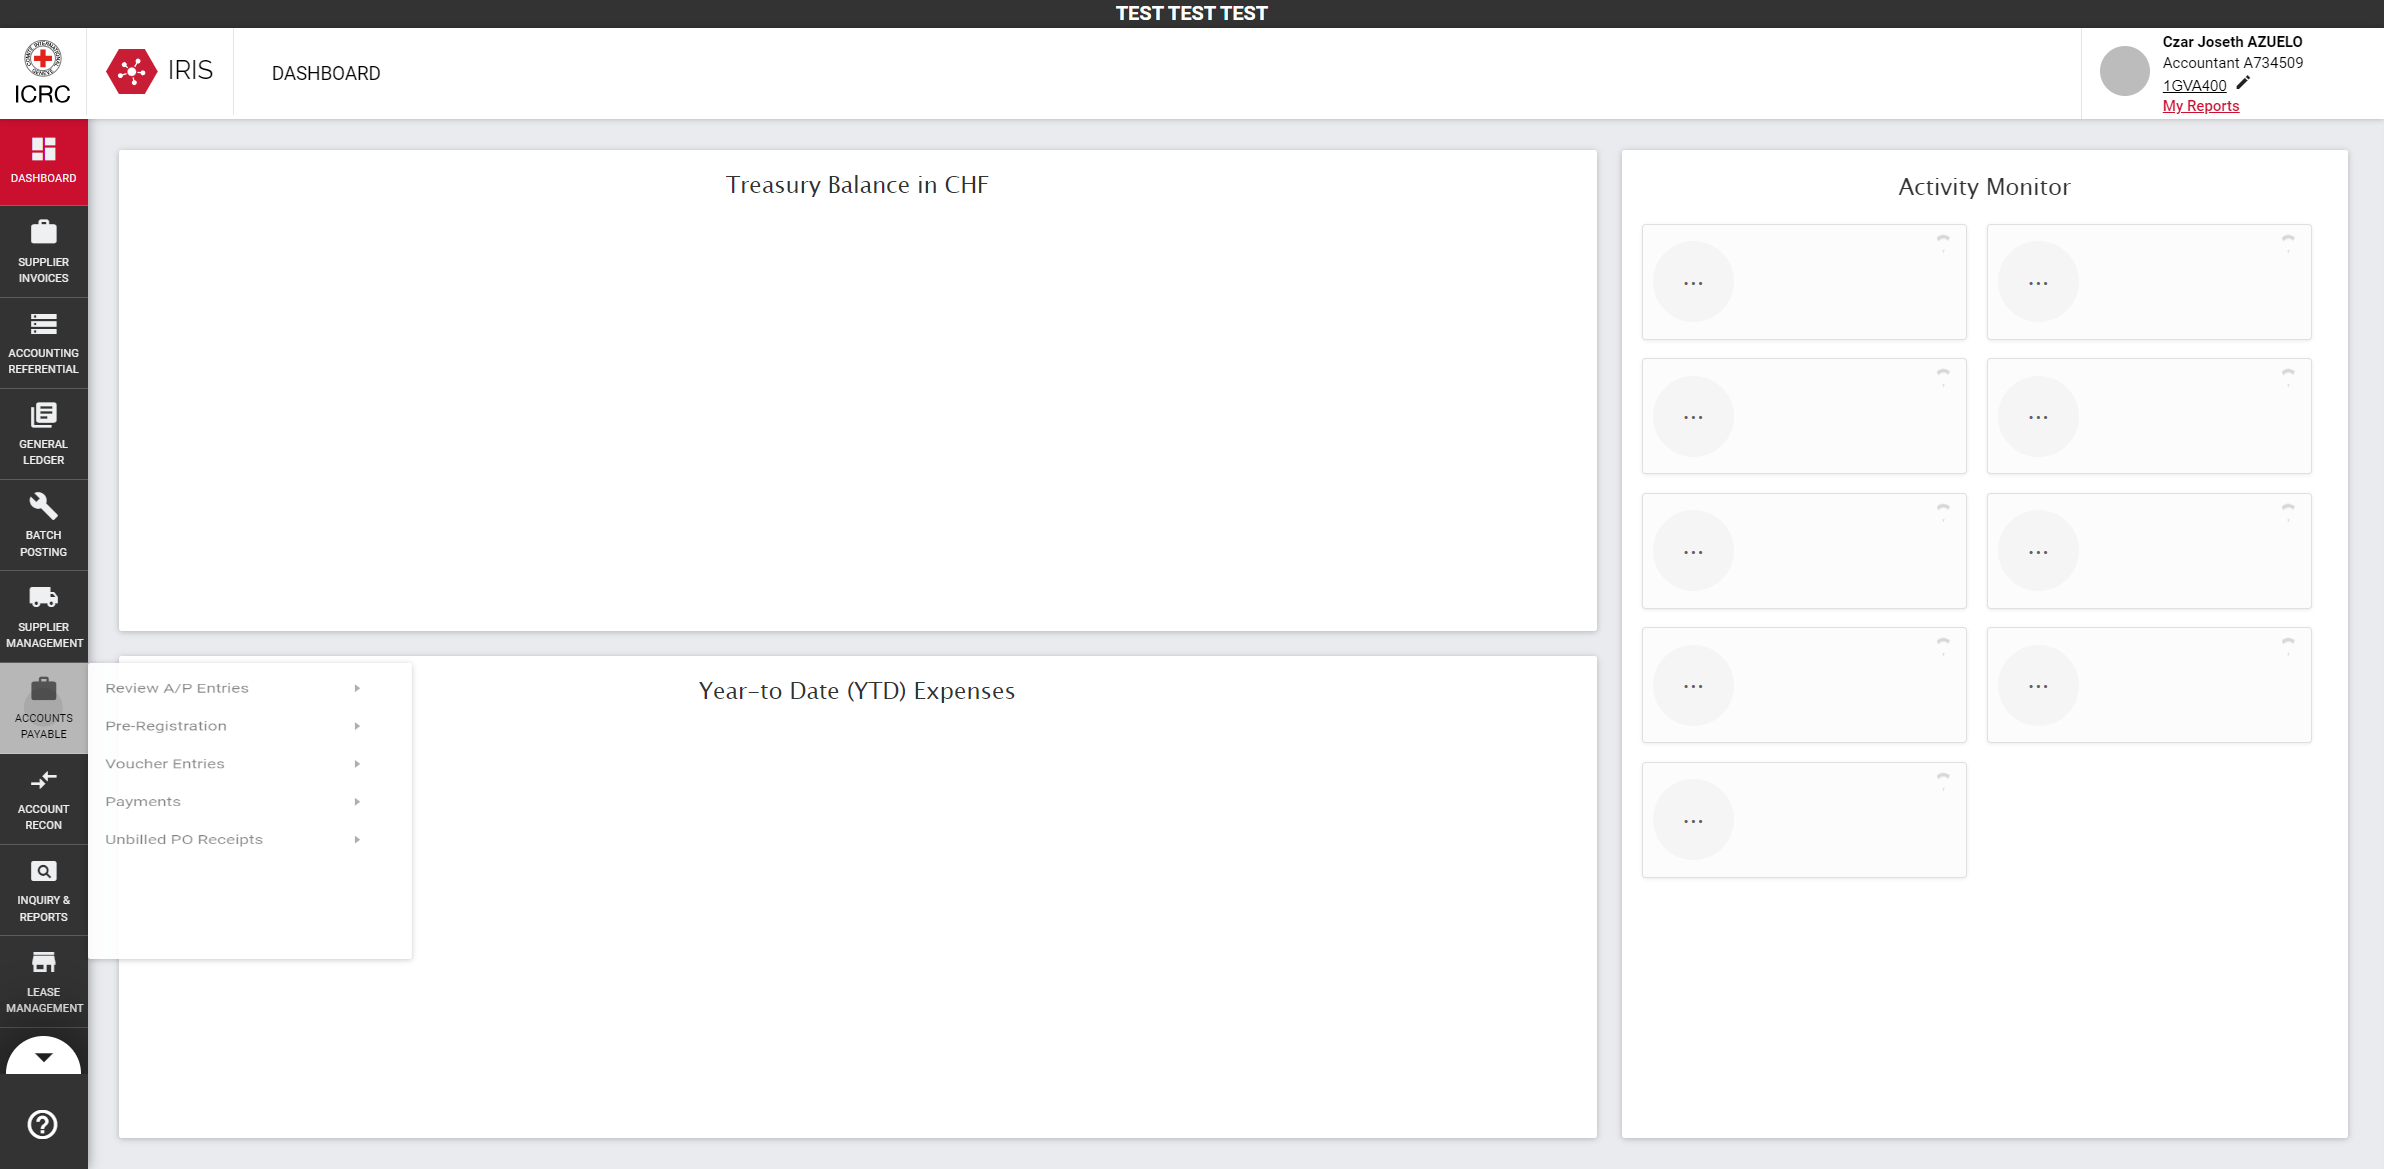 TEST TEST TEST
ICRC
IRIS
DASHBOARD
Czar Joseth AZUELO
Accountant A734509
1GVA400
My Reports
DASHBOARD
SUPPLIER
INVOICES
ACCOUNTING
REFERENTIAL
GENERAL
LEDGER
BATCH
POSTING
SUPPLIER
MANAGEMENT
ACCOUNTS
PAYABLE
ACCOUNT
RECON
INQUIRY &
REPORTS
LEASE
MANAGEMENT
Review A/P Entries
Pre-Registration
Voucher Entries
Payments
Unbilled PO Receipts
Treasury Balance in CHF
Year-to Date (YTD) Expenses
Activity Monitor
...
...
...
...
...
...
...
...
...